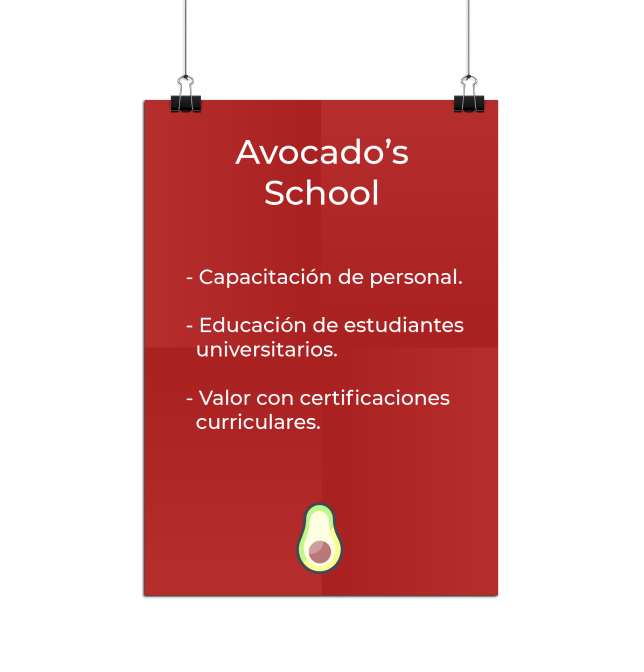 Avocado’s
School
- Capacitación de personal.
- Educación de estudiantes
universitarios.
- Valor con certificaciones
curriculares.